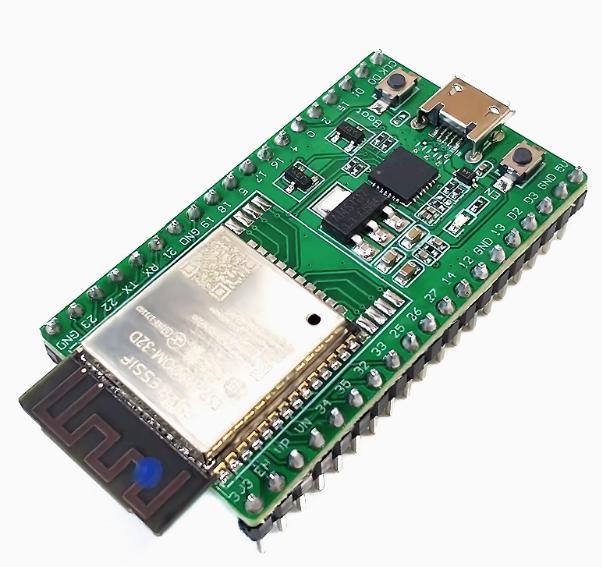 CLK
D0
D1
15
2
0
4
16
17
5
18
19
GND
21
RX
TX
22
23
GND
Boot
EN
5V
GND
D3
D2
13
GND
12
14
27
26
25
33
32
35
34
VN
VP
EN
3V3
ESP32-WROOM-32D